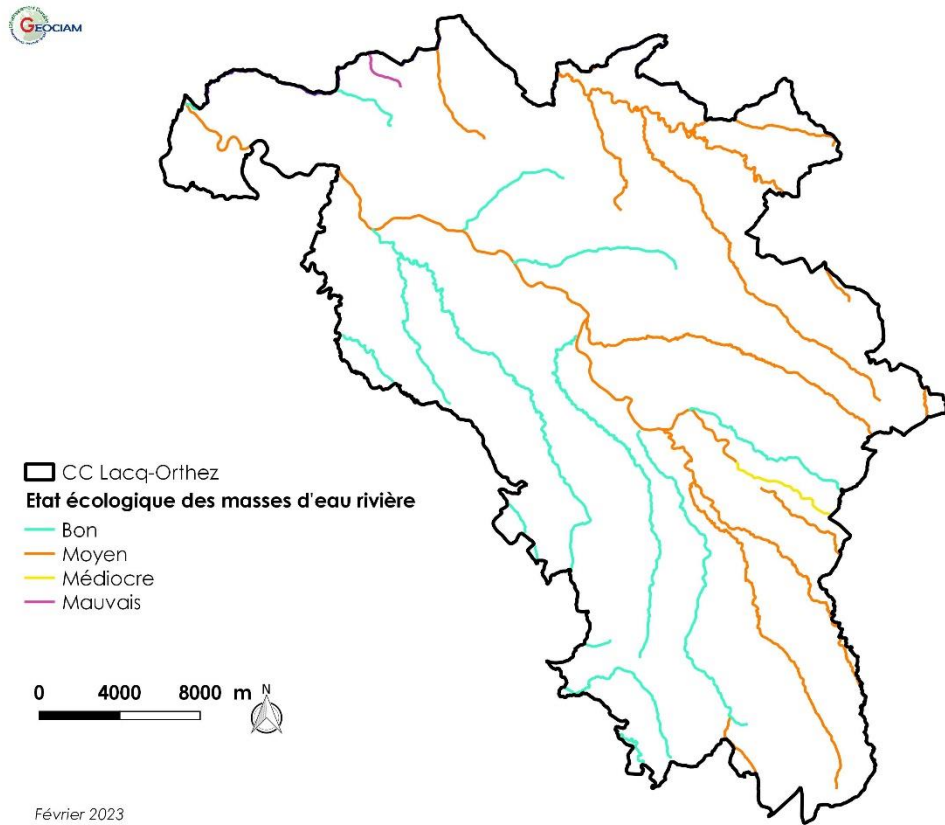 GEOCIAM
CC Lacq-Orthez
Etat écologique des masses d'eau rivière
Bon
Moyen
Médiocre
Mauvais
0 4000 8000 m N
Février 2023